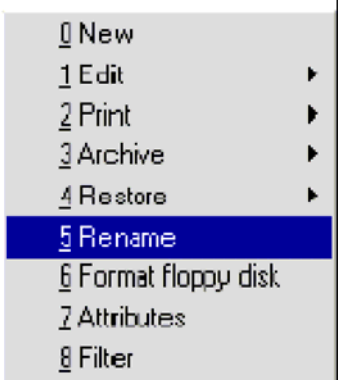 0 New
1 Edit
2 Print
3 Archive
4 Restore
5 Rename
6 Format floppy disk
7 Attributes
8 Filter